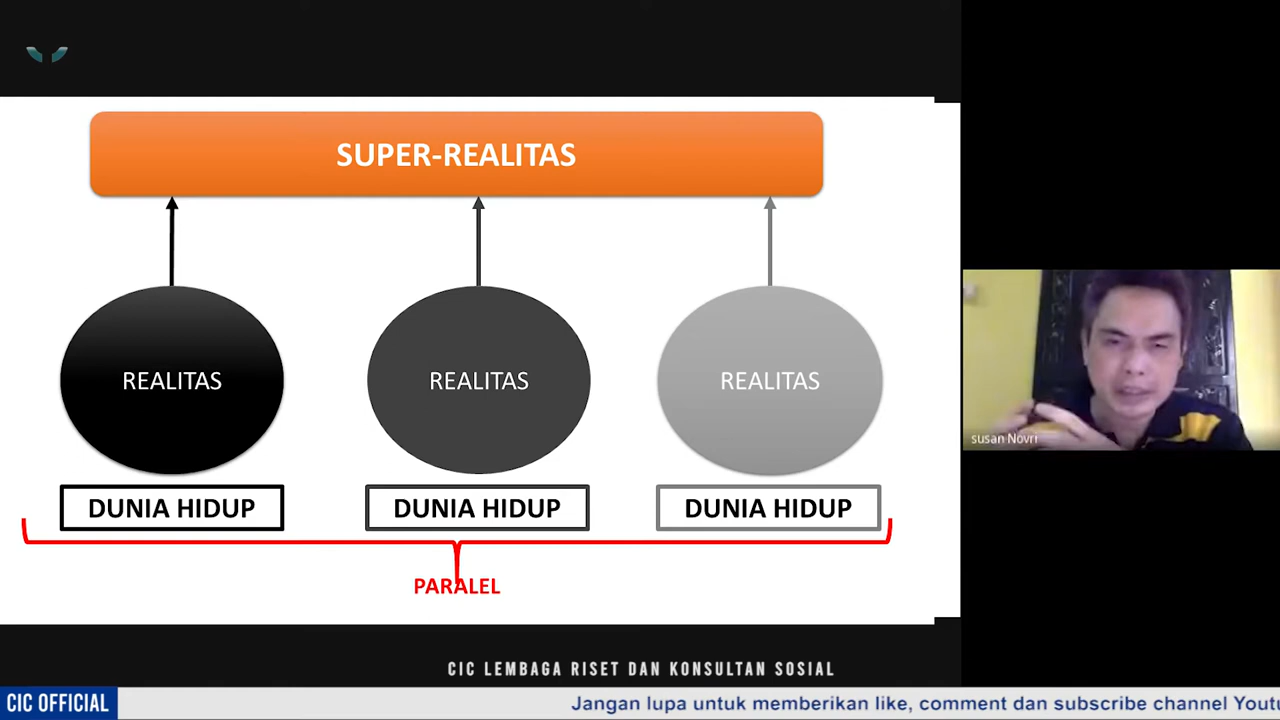 SUPER-REALITAS
REALITAS
REALITAS
REALITAS
DUNIA HIDUP
DUNIA HIDUP
DUNIA HIDUP
PARALEL
susan Novri
CIC LEMBAGA RISET DAN KONSULTAN SOSIAL
CIC OFFICIAL
Jangan lupa untuk memberikan like, comment dan subscribe channel Yout